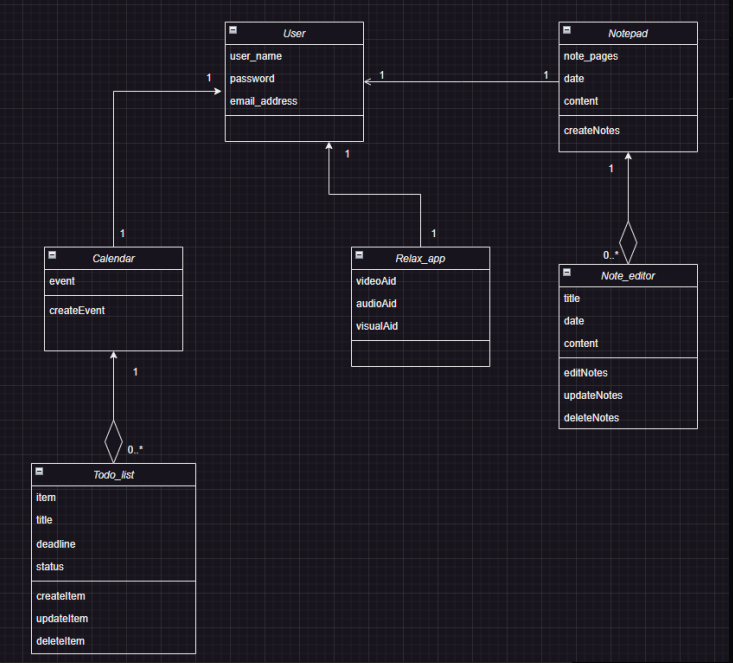 User
user_name
password
email_address
Notepad
note_pages
date
content
createNotes
1
1
1
1
1
1
1
0..*
Calendar
event
createEvent
Relax_app
videoAid
audioAid
visualAid
Note_editor
title
date
content
editNotes
updateNotes
deleteNotes
1
0..*
Todo_list
item
title
deadline
status
createItem
updateItem
deleteItem